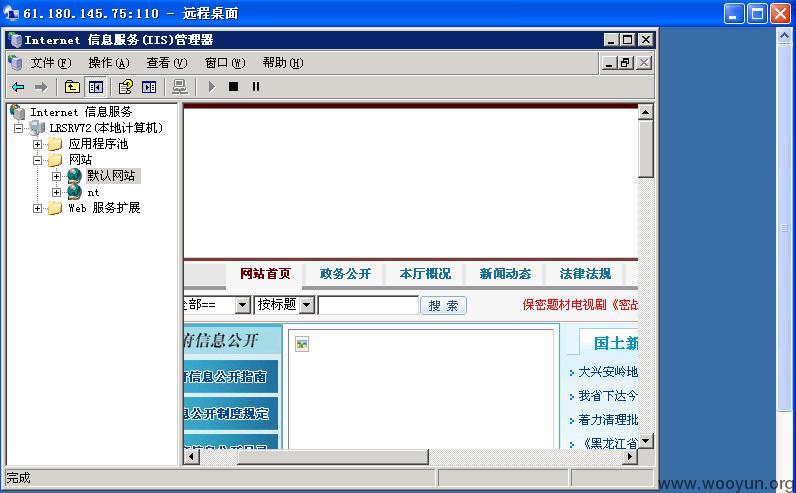 61.180.145.75:110 - 远程桌面
Internet 信息服务(IIS)管理器
文件(F) 操作(A) 查看(V) 窗口(W) 帮助(H)
Internet 信息服务
LRSRV72(本地计算机)
应用程序池
网站
默认网站
nt
Web 服务扩展
网站首页 政务公开 本厅概况 新闻动态 法律法规
全部== 按标题 搜 索 保密题材电视剧《密战
府信息公开 国土新
府信息公开指南 大兴安岭地
息公开制度规定 我省下达今
着力清理批
《黑龙江省
完成
www.wooyun.org